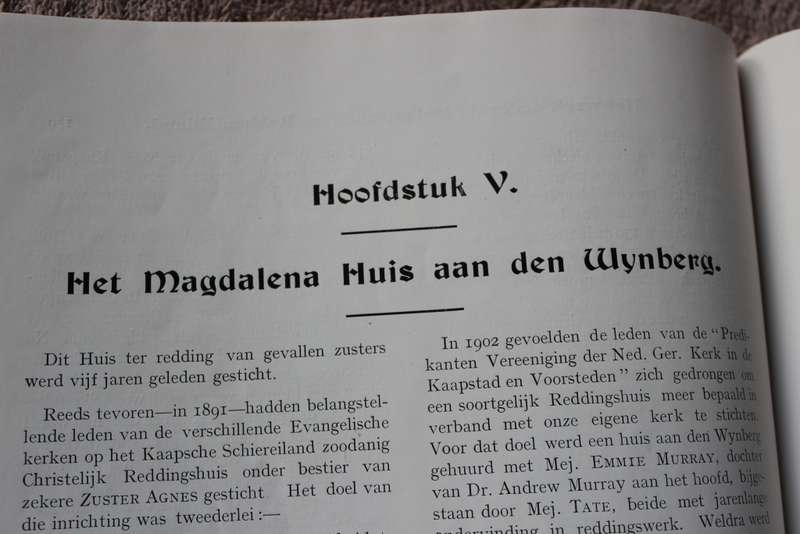 Hoofdstuk V.
Het Magdalena Huis aan den Wynberg.
Dit Huis ter redding van gevallen zusters
werd vijf jaren geleden gesticht.
Reeds tevoren—in 1891—hadden belangstel-
lende leden van de verschillende Evangelische
kerken op het Kaapsche Schiereiland zoodanig
Christelijk Reddingshuis onder bestier van
zekere ZUSTER AGNES gesticht. Het doel van
die inrichting was tweederlei :—
In 1902 gevoelden de leden van de "Predi-
kanten Vereeniging der Ned. Ger. Kerk in de
Kaapstad en Voorsteden" zich gedrongen om
een soortgelijk Reddingshuis meer bepaald in
verband met onze eigene kerk te stichten.
Voor dat doel werd een huis aan den Wynberg
gehuurd met Mej. EMMIE MURRAY, dochter
van Dr. Andrew Murray aan het hoofd, bijge-
staan door Mej. TATE, beide met jarenlange
ondervinding in reddingswerk. Weldra werd